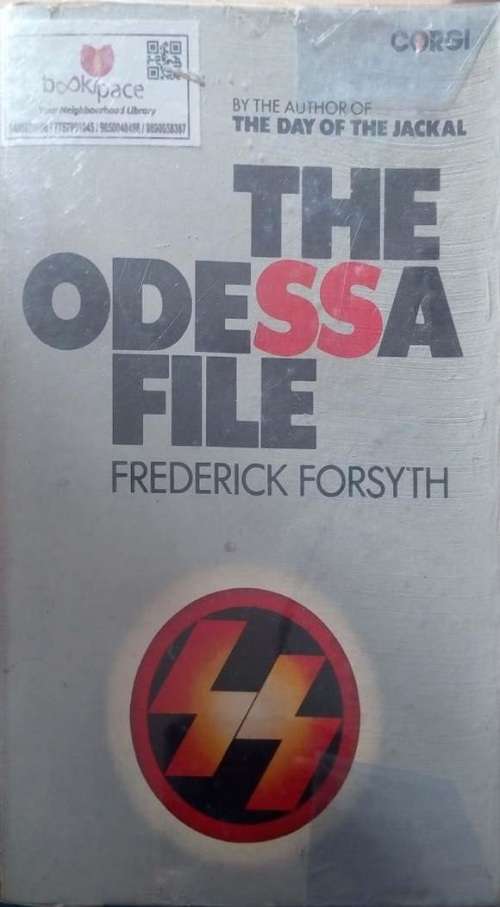 bookspace
Your Neighbourhood Library
CORGI
BY THE AUTHOR OF
THE DAY OF THE JACKAL
THE
ODESSA
FILE
FREDERICK FORSYTH